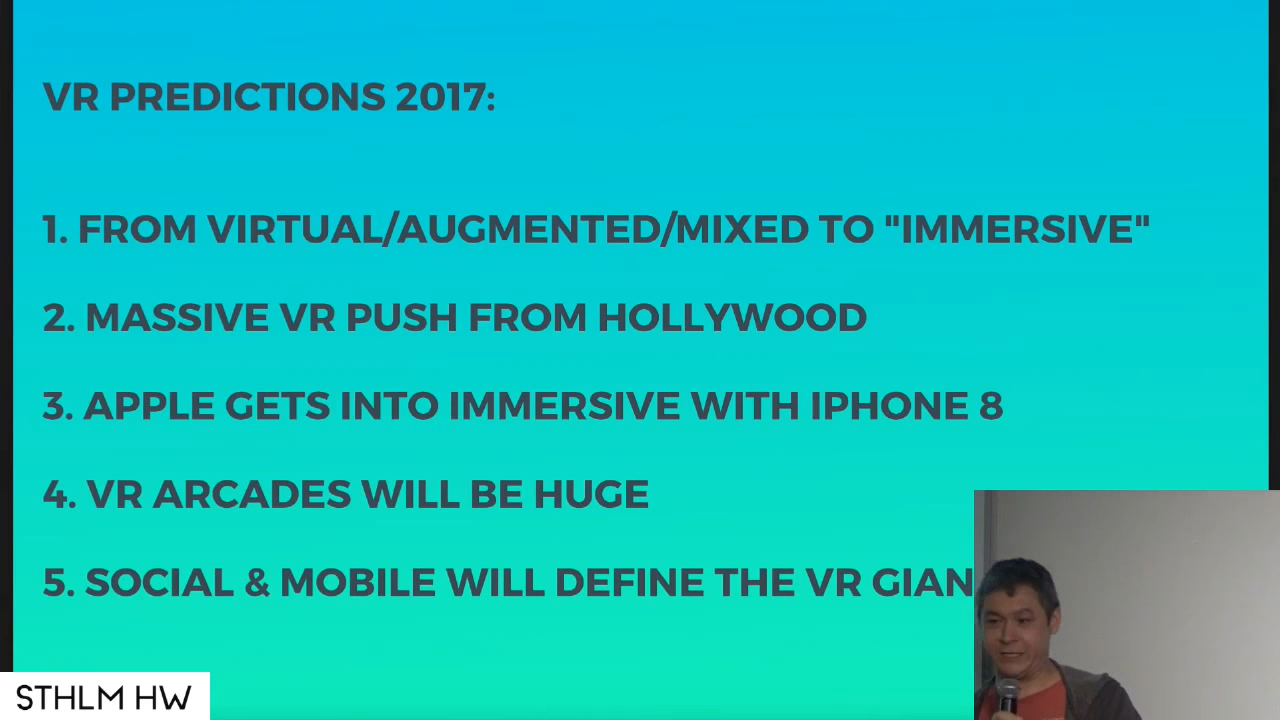 VR PREDICTIONS 2017:
1. FROM VIRTUAL/AUGMENTED/MIXED TO "IMMERSIVE"
2. MASSIVE VR PUSH FROM HOLLYWOOD
3. APPLE GETS INTO IMMERSIVE WITH IPHONE 8
4. VR ARCADES WILL BE HUGE
5. SOCIAL & MOBILE WILL DEFINE THE VR
STHLM HW